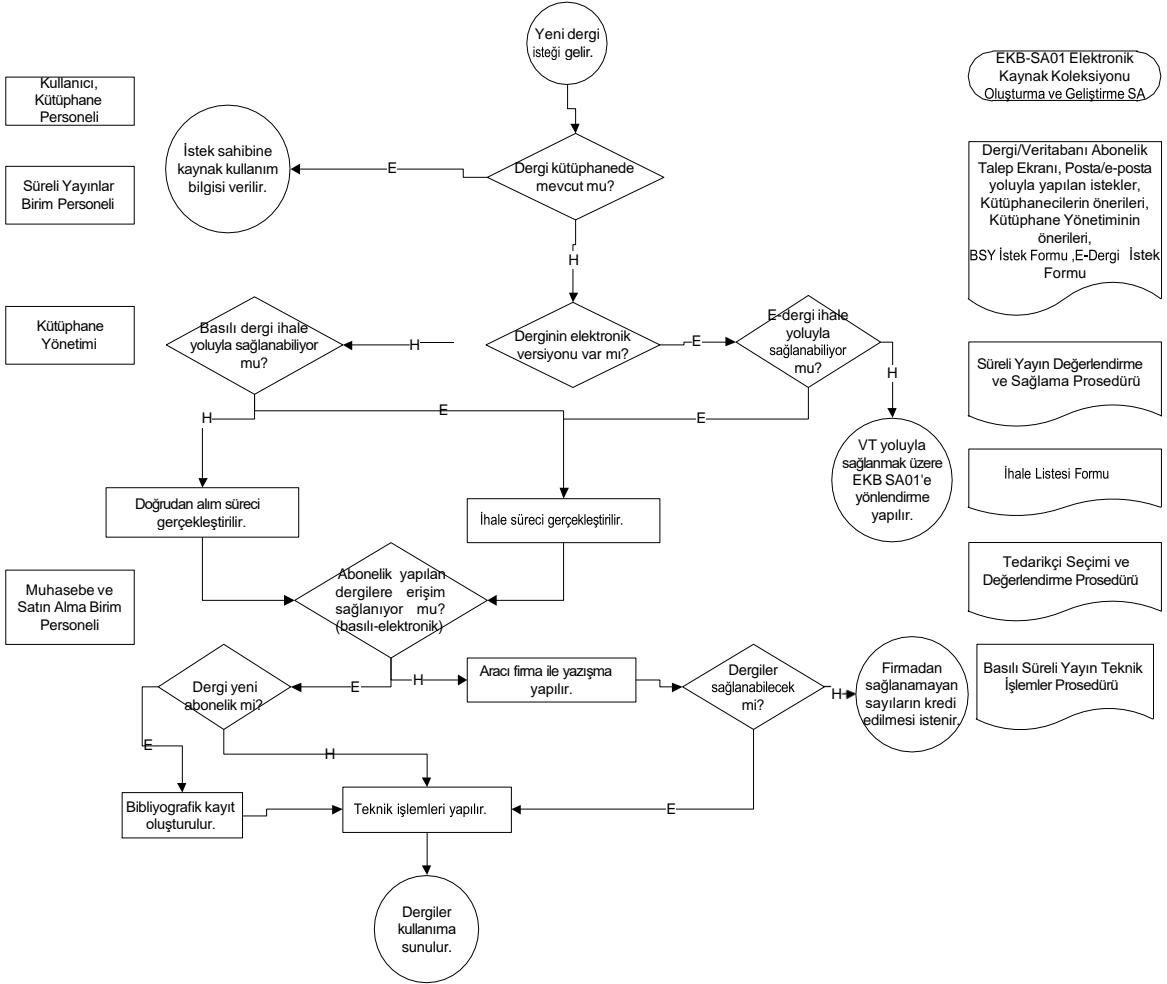 Yeni dergi
isteği gelir.
Kullanıcı,
Kütüphane
Personeli
EKB-SA01 Elektronik
Kaynak Koleksiyonu
Oluşturma ve Geliştirme SA
İstek sahibine
kaynak kullanım
bilgisi verilir.
E
Dergi kütüphanede
mevcut mu?
Süreli Yayınlar
Birim Personeli
Dergi/Veritabanı Abonelik
Talep Ekranı, Posta/e-posta
yoluyla yapılan istekler,
Kütüphanecilerin önerileri,
Kütüphane Yönetiminin
önerileri,
BSY İstek Formu ,E-Dergi İstek
Formu
H
Kütüphane
Yönetimi
Basılı dergi ihale
yoluyla sağlanabiliyor
mu?
H
Derginin elektronik
versiyonu var mı?
E
E-dergi ihale
yoluyla
sağlanabiliyor
mu?
H
Süreli Yayın Değerlendirme
ve Sağlama Prosedürü
H
E
E
VT yoluyla
sağlanmak üzere
EKB SA01'e
yönlendirme
yapılır.
İhale Listesi Formu
Doğrudan alım süreci
gerçekleştirilir.
İhale süreci gerçekleştirilir.
Muhasebe ve
Satın Alma Birim
Personeli
Abonelik yapılan
dergilere erişim
sağlanıyor mu?
(basılı-elektronik)
Tedarikçi Seçimi ve
Değerlendirme Prosedürü
Dergi yeni
abonelik mi?
E
H
Aracı firma ile yazışma
yapılır.
Dergiler
sağlanabilecek
mi?
H
Firmadan
sağlanamayan
sayıların kredi
edilmesi istenir.
Basılı Süreli Yayın Teknik
İşlemler Prosedürü
E
H
Bibliyografik kayıt
oluşturulur.
Teknik işlemleri yapılır.
E
Dergiler
kullanıma
sunulur.